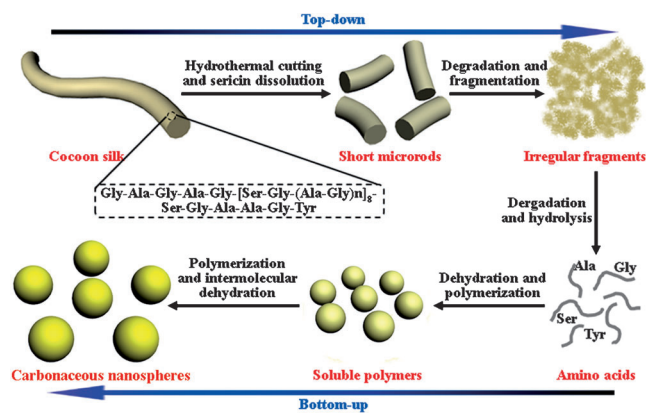 Top-down
Hydrothermal cutting
and sericin dissolution
Degradation and
fragmentation
Cocoon silk
Short microrods
Irregular fragments
Gly-Ala-Gly-Ala-Gly-[Ser-Gly-(Ala-Gly)n]8-
Ser-Gly-Ala-Ala-Gly-Tyr
Dergadation
and hydrolysis
Polymerization
and intermolecular
dehydration
Dehydration and
polymerization
Ala
Gly
Ser
Tyr
Carbonaceous nanospheres
Soluble polymers
Amino acids
Bottom-up